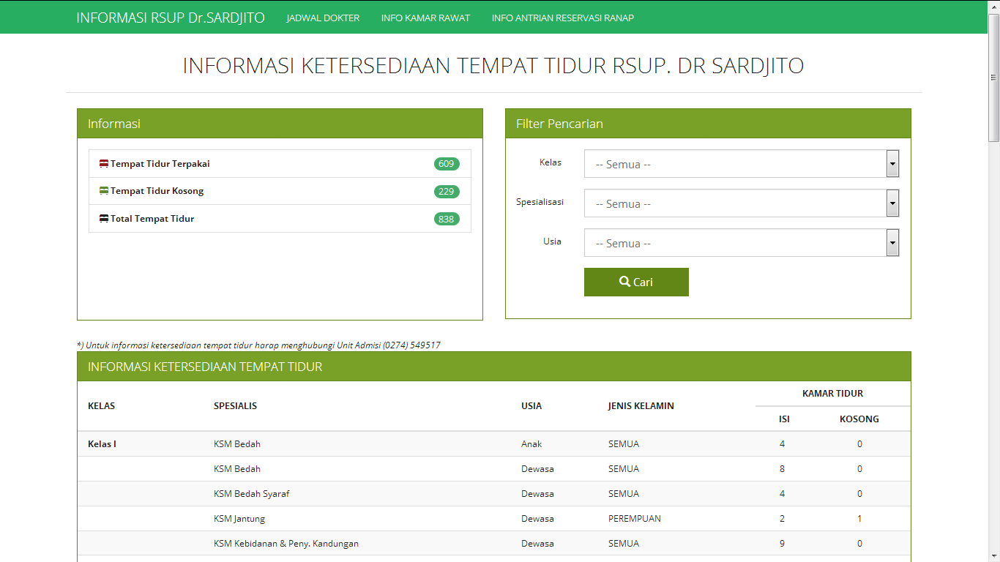 INFORMASI RSUP Dr.SARDJITO JADWAL DOKTER INFO KAMAR RAWAT INFO ANTRIAN RESERVASI RANAP
INFORMASI KETERSEDIAAN TEMPAT TIDUR RSUP. DR SARDJITO
Informasi
Tempat Tidur Terpakai 609
Tempat Tidur Kosong 229
Total Tempat Tidur 838
Filter Pencarian
Kelas -- Semua --
Spesialisasi -- Semua --
Usia -- Semua --
Cari
*) Untuk informasi ketersediaan tempat tidur harap menghubungi Unit Admisi (0274) 549517
INFORMASI KETERSEDIAAN TEMPAT TIDUR
KELAS SPESIALIS USIA JENIS KELAMIN KAMAR TIDUR
ISI KOSONG
Kelas I KSM Bedah Anak SEMUA 4 0
KSM Bedah Dewasa SEMUA 8 0
KSM Bedah Syaraf Dewasa SEMUA 4 0
KSM Jantung Dewasa PEREMPUAN 2 1
KSM Kebidanan & Peny. Kandungan Dewasa SEMUA 9 0